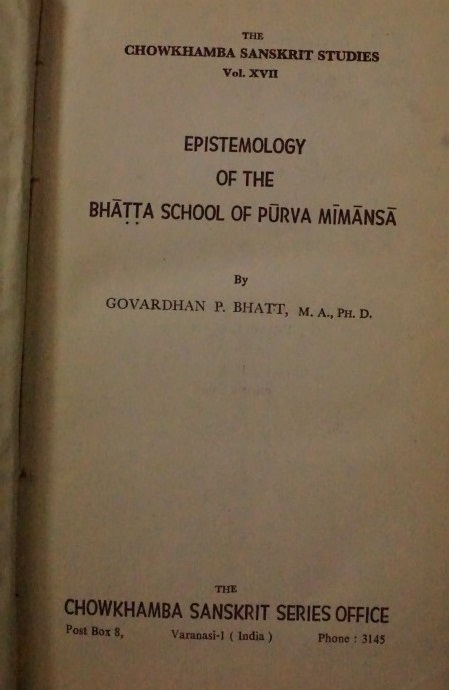 THE
CHOWKHAMBA SANSKRIT STUDIES
Vol. XVII
EPISTEMOLOGY
OF THE
BHĀṬṬA SCHOOL OF PŪRVA MĪMĀNSĀ
By
GOVARDHAN P. BHATT, M. A., PH. D.
THE
CHOWKHAMBA SANSKRIT SERIES OFFICE
Post Box 8, Varanasi-1 ( India ) Phone : 3145